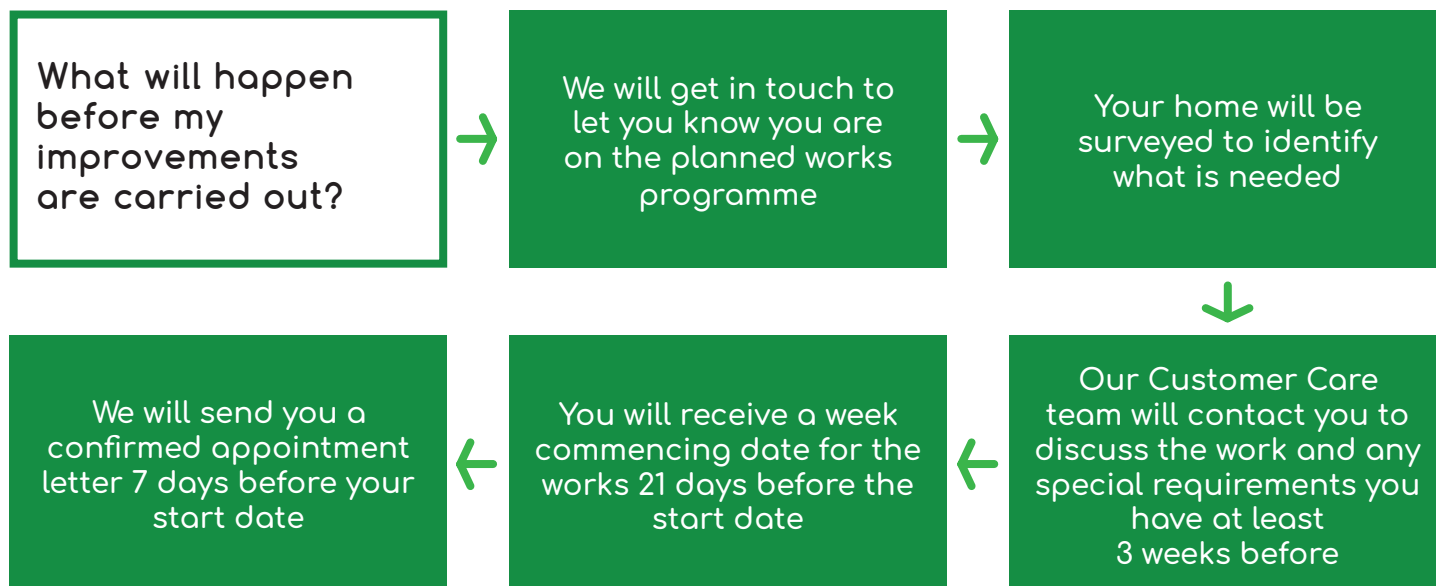 What will happen
before my
improvements
are carried out?
We will get in touch to
let you know you are
on the planned works
programme
Your home will be
surveyed to identify
what is needed
Our Customer Care
team will contact you to
discuss the work and any
special requirements you
have at least
3 weeks before
You will receive a week
commencing date for the
works 21 days before the
start date
We will send you a
confirmed appointment
letter 7 days before your
start date